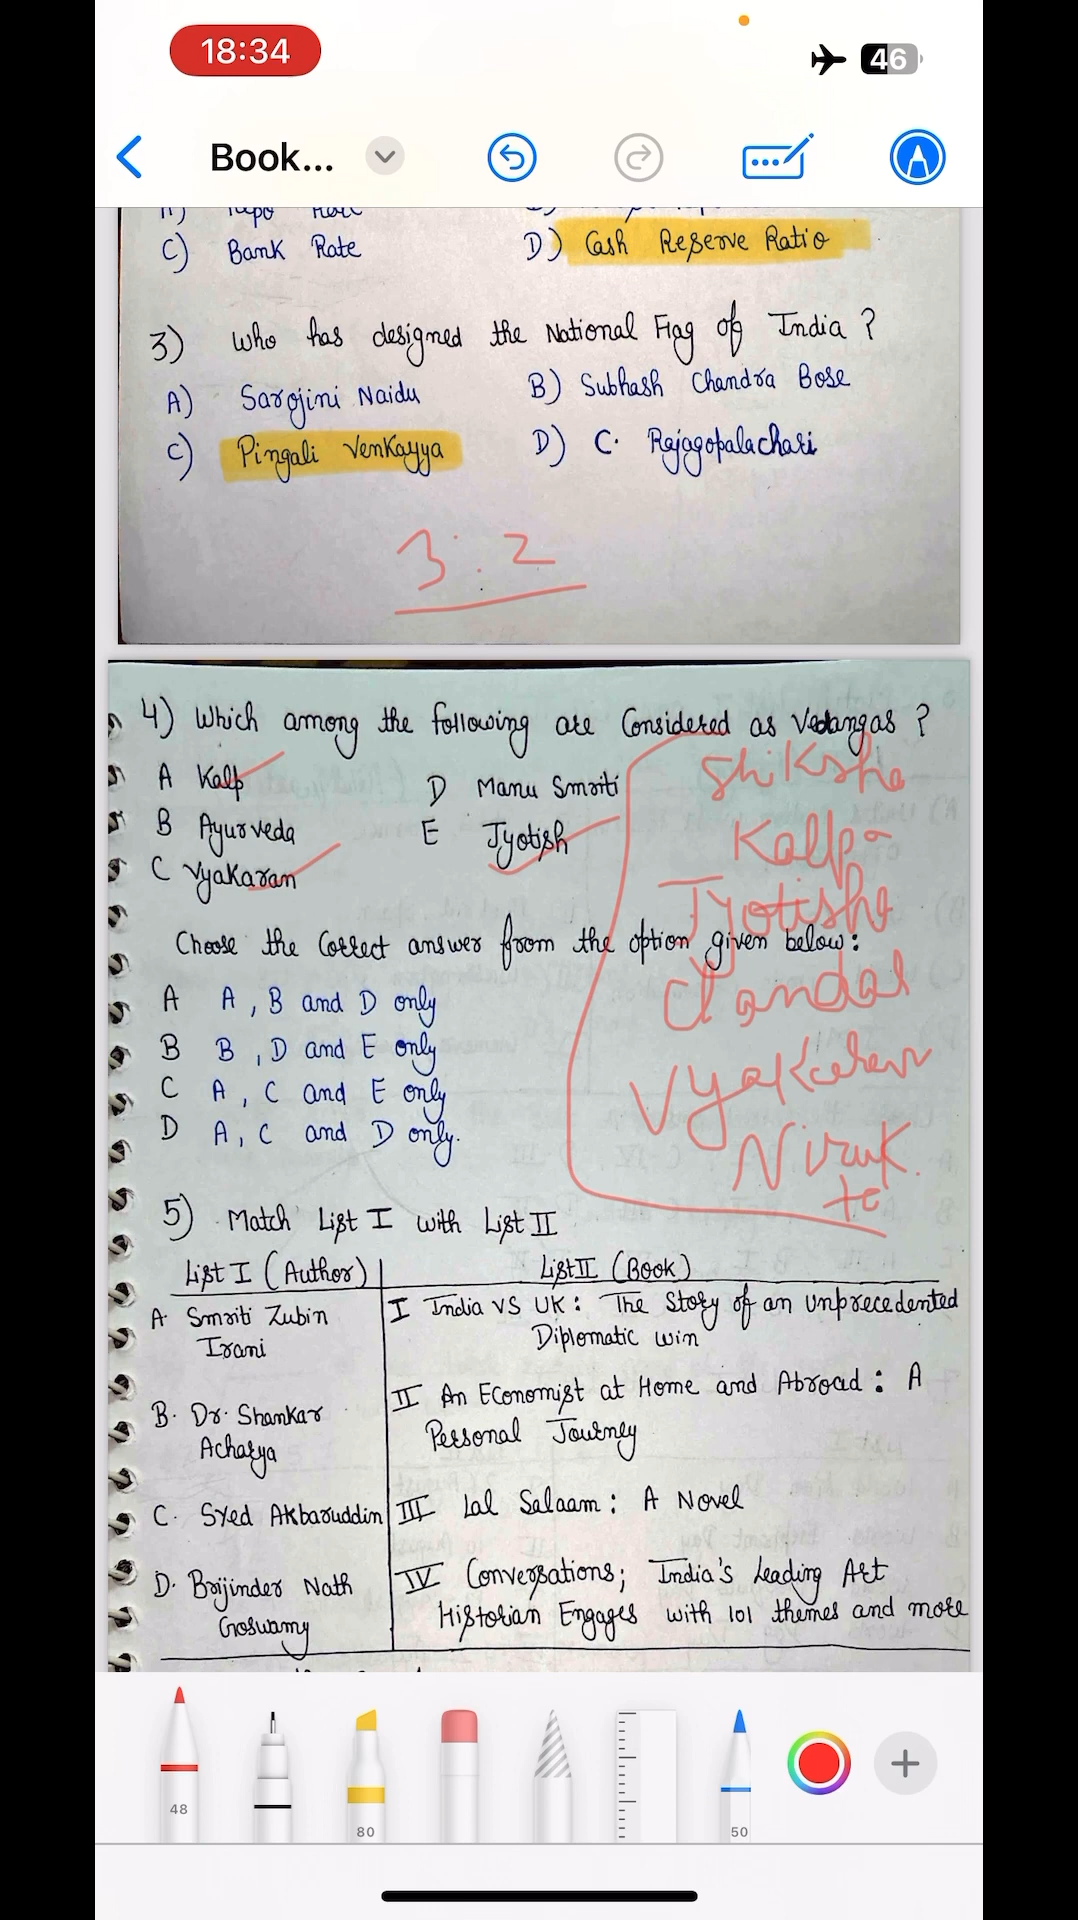 18:34
46
Book...
C) Bank Rate
D) Cash Reserve Ratio
3) Who has designed the National Flag of India ?
A) Sarojini Naidu
B) Subhash Chandra Bose
C) Pingali Venkayya
D) C. Rajagopalachari
3:2
4) Which among the following are Considered as Vedangas ?
A Kalp
D Manu Smriti
B Ayurveda
E Jyotish
C Vyakaran
Shiksha
Kalpa
Jyotisha
Chandas
Vyakaran
Niruk
ta
Choose the Correct answer from the option given below:
A A, B and D only
B B, D and E only
C A, C and E only
D A, C and D only.
5) Match List I with List II
List I (Author)
List II (Book)
A. Smriti Zubin
Irani
I India VS UK: The Story of an Unprecedented
Diplomatic win
B. Dr. Shankar
Acharya
II An Economist at Home and Abroad: A
Personal Journey
C. Syed Akbaruddin
III Lal Salaam: A Novel
D. Brijinder Nath
Goswamy
IV Conversations; India's Leading Art
Historian Engages with 101 themes and more
48
80
50